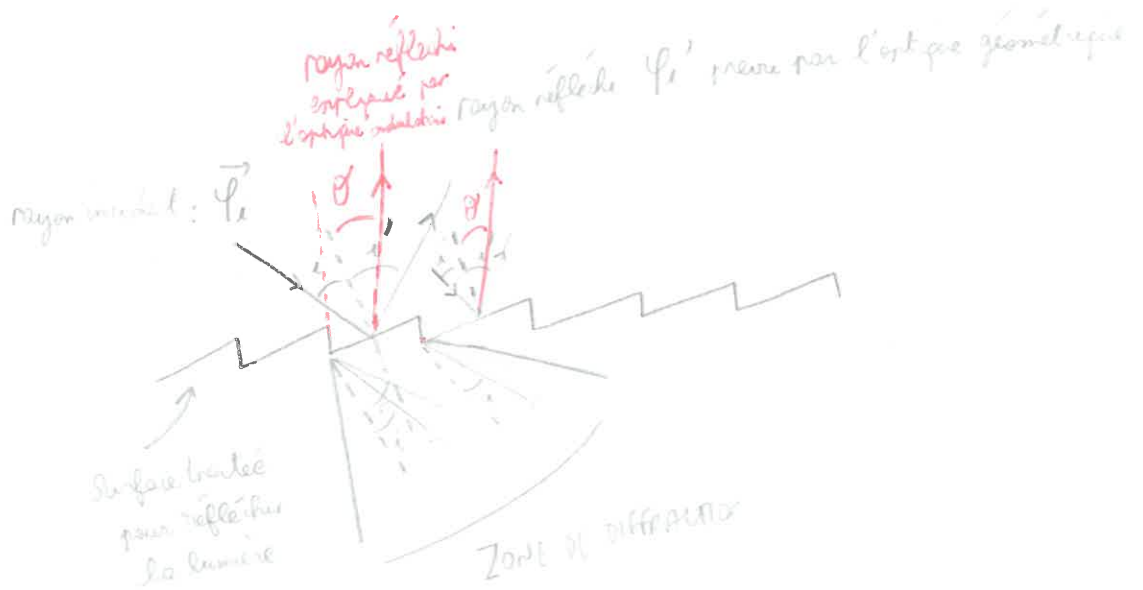 rayon réfléchi
expliqué par
l'optique ondulatoire
rayon réfléchi φi' prévu par l'optique géométrique
rayon incident : φi
θ
θ
i
i
i
i
Surface traitée
pour réfléchir
la lumière
ZONE DE DIFFRACTION